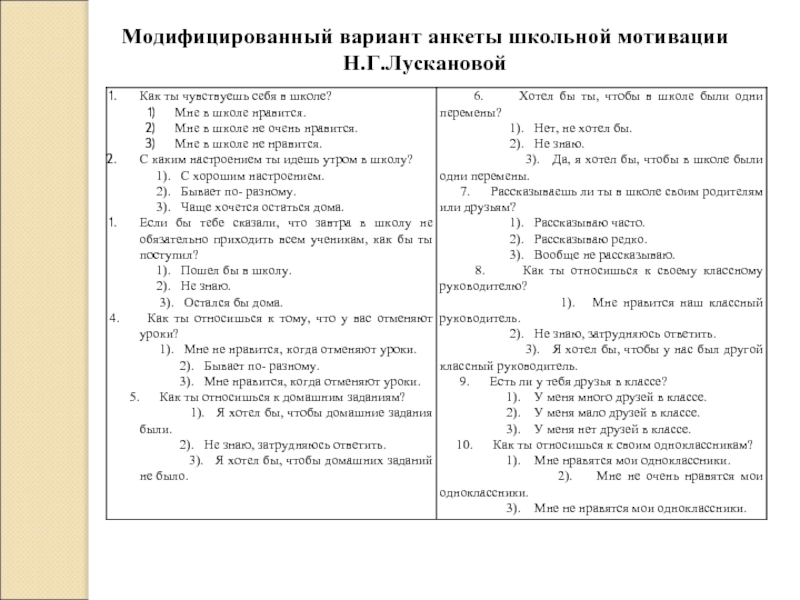 Модифицированный вариант анкеты школьной мотивации
Н.Г.Лускановой
1. Как ты чувствуешь себя в школе?
1) Мне в школе нравится.
2) Мне в школе не очень нравится.
3) Мне в школе не нравится.
2. С каким настроением ты идешь утром в школу?
1). С хорошим настроением.
2). Бывает по- разному.
3). Чаще хочется остаться дома.
1. Если бы тебе сказали, что завтра в школу не
обязательно приходить всем ученикам, как бы ты
поступил?
1). Пошел бы в школу.
2). Не знаю.
3). Остался бы дома.
4. Как ты относишься к тому, что у вас отменяют
уроки?
1). Мне не нравится, когда отменяют уроки.
2). Бывает по- разному.
3). Мне нравится, когда отменяют уроки.
5. Как ты относишься к домашним заданиям?
1). Я хотел бы, чтобы домашние задания
были.
2). Не знаю, затрудняюсь ответить.
3). Я хотел бы, чтобы домашних заданий
не было.
6. Хотел бы ты, чтобы в школе были одни
перемены?
1). Нет, не хотел бы.
2). Не знаю.
3). Да, я хотел бы, чтобы в школе были
одни перемены.
7. Рассказываешь ли ты в школе своим родителям
или друзьям?
1). Рассказываю часто.
2). Рассказываю редко.
3). Вообще не рассказываю.
8. Как ты относишься к своему классному
руководителю?
1). Мне нравится наш классный
руководитель.
2). Не знаю, затрудняюсь ответить.
3). Я хотел бы, чтобы у нас был другой
классный руководитель.
9. Есть ли у тебя друзья в классе?
1). У меня много друзей в классе.
2). У меня мало друзей в классе.
3). У меня нет друзей в классе.
10. Как ты относишься к своим одноклассникам?
1). Мне нравятся мои одноклассники.
2). Мне не очень нравятся мои
одноклассники.
3). Мне не нравятся мои одноклассники.